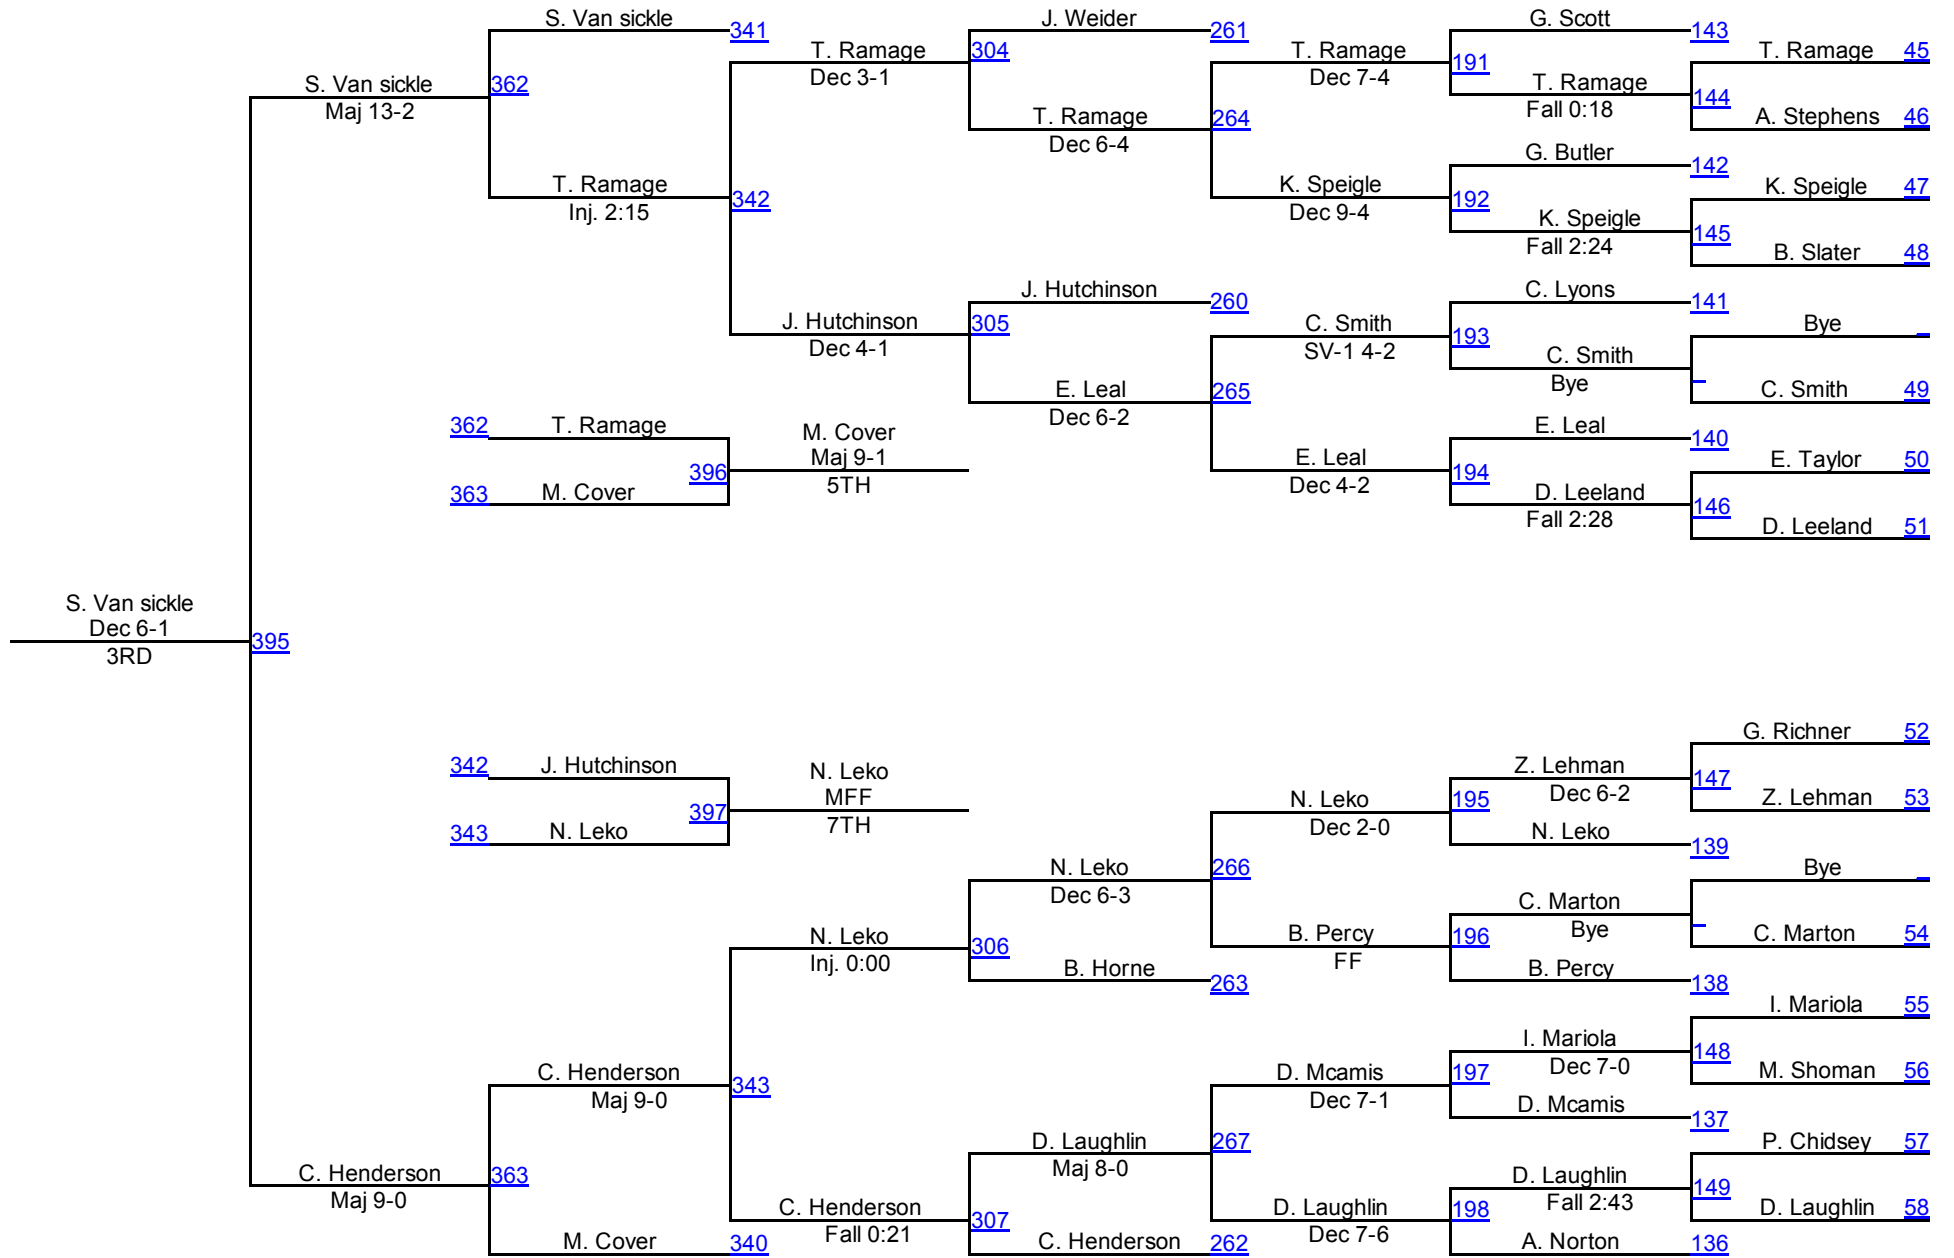 S. Van sickle
341
J. Weider
261
G. Scott
143
T. Ramage
Dec 3-1
304
T. Ramage
Dec 7-4
191
T. Ramage
45
S. Van sickle
Maj 13-2
362
T. Ramage
Fall 0:18
144
T. Ramage
Dec 6-4
264
A. Stephens
46
G. Butler
142
T. Ramage
Inj. 2:15
342
K. Speigle
Dec 9-4
192
K. Speigle
47
K. Speigle
Fall 2:24
145
B. Slater
48
J. Hutchinson
260
C. Lyons
141
J. Hutchinson
Dec 4-1
305
C. Smith
SV-1 4-2
193
Bye
C. Smith
Bye
E. Leal
Dec 6-2
265
C. Smith
49
362
T. Ramage
M. Cover
Maj 9-1
5TH
396
363
M. Cover
E. Leal
140
E. Leal
Dec 4-2
194
E. Taylor
50
D. Leeland
Fall 2:28
146
D. Leeland
51
S. Van sickle
Dec 6-1
3RD
395
G. Richner
52
342
J. Hutchinson
N. Leko
MFF
7TH
397
343
N. Leko
Z. Lehman
Dec 6-2
147
N. Leko
Dec 2-0
195
Z. Lehman
53
N. Leko
139
N. Leko
Dec 6-3
266
Bye
C. Marton
Bye
N. Leko
Inj. 0:00
306
B. Percy
FF
196
C. Marton
54
B. Horne
263
B. Percy
138
I. Mariola
55
I. Mariola
Dec 7-0
148
C. Henderson
Maj 9-0
343
D. Mcamis
Dec 7-1
197
M. Shoman
56
D. Mcamis
137
D. Laughlin
Maj 8-0
267
P. Chidsey
57
C. Henderson
Maj 9-0
363
D. Laughlin
Fall 2:43
149
C. Henderson
Fall 0:21
307
D. Laughlin
Dec 7-6
198
D. Laughlin
58
M. Cover
340
C. Henderson
262
A. Norton
136